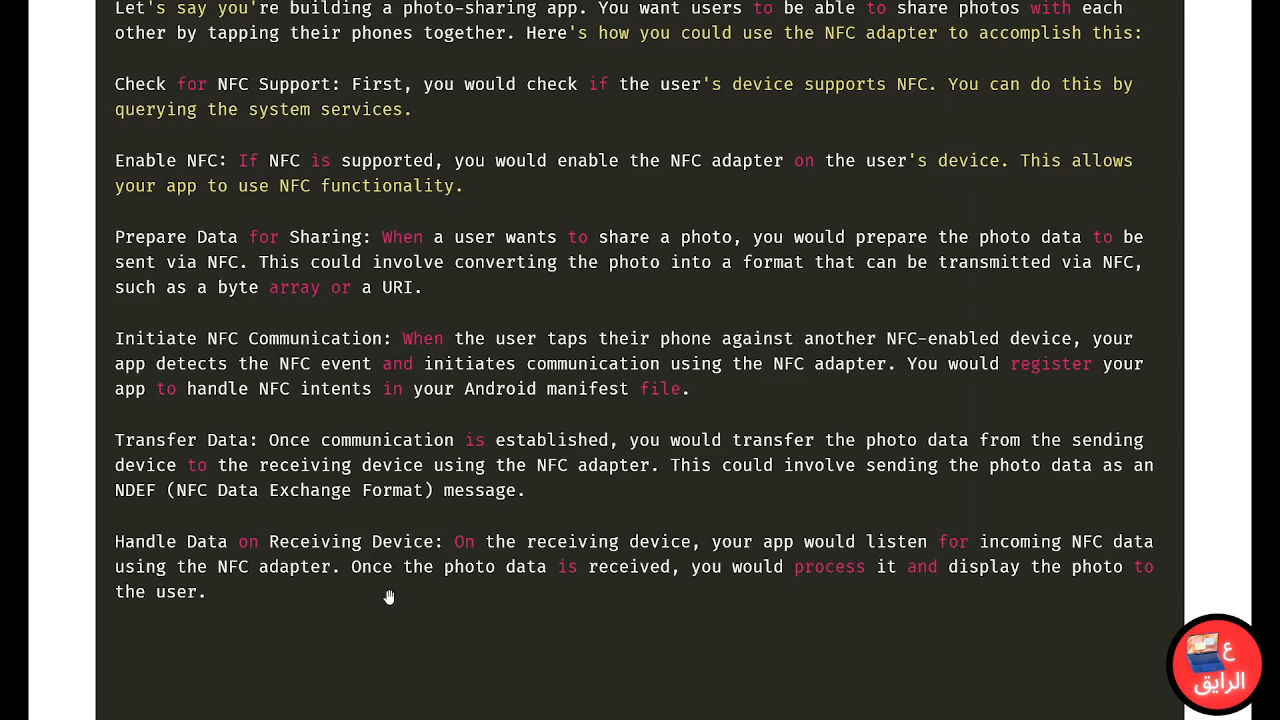 Let's say you're building a photo-sharing app. You want users to be able to share photos with each
other by tapping their phones together. Here's how you could use the NFC adapter to accomplish this:
Check for NFC Support: First, you would check if the user's device supports NFC. You can do this by
querying the system services.
Enable NFC: If NFC is supported, you would enable the NFC adapter on the user's device. This allows
your app to use NFC functionality.
Prepare Data for Sharing: When a user wants to share a photo, you would prepare the photo data to be
sent via NFC. This could involve converting the photo into a format that can be transmitted via NFC,
such as a byte array or a URI.
Initiate NFC Communication: When the user taps their phone against another NFC-enabled device, your
app detects the NFC event and initiates communication using the NFC adapter. You would register your
app to handle NFC intents in your Android manifest file.
Transfer Data: Once communication is established, you would transfer the photo data from the sending
device to the receiving device using the NFC adapter. This could involve sending the photo data as an
NDEF (NFC Data Exchange Format) message.
Handle Data on Receiving Device: On the receiving device, your app would listen for incoming NFC data
using the NFC adapter. Once the photo data is received, you would process it and display the photo to
the user.
ع
الرايق